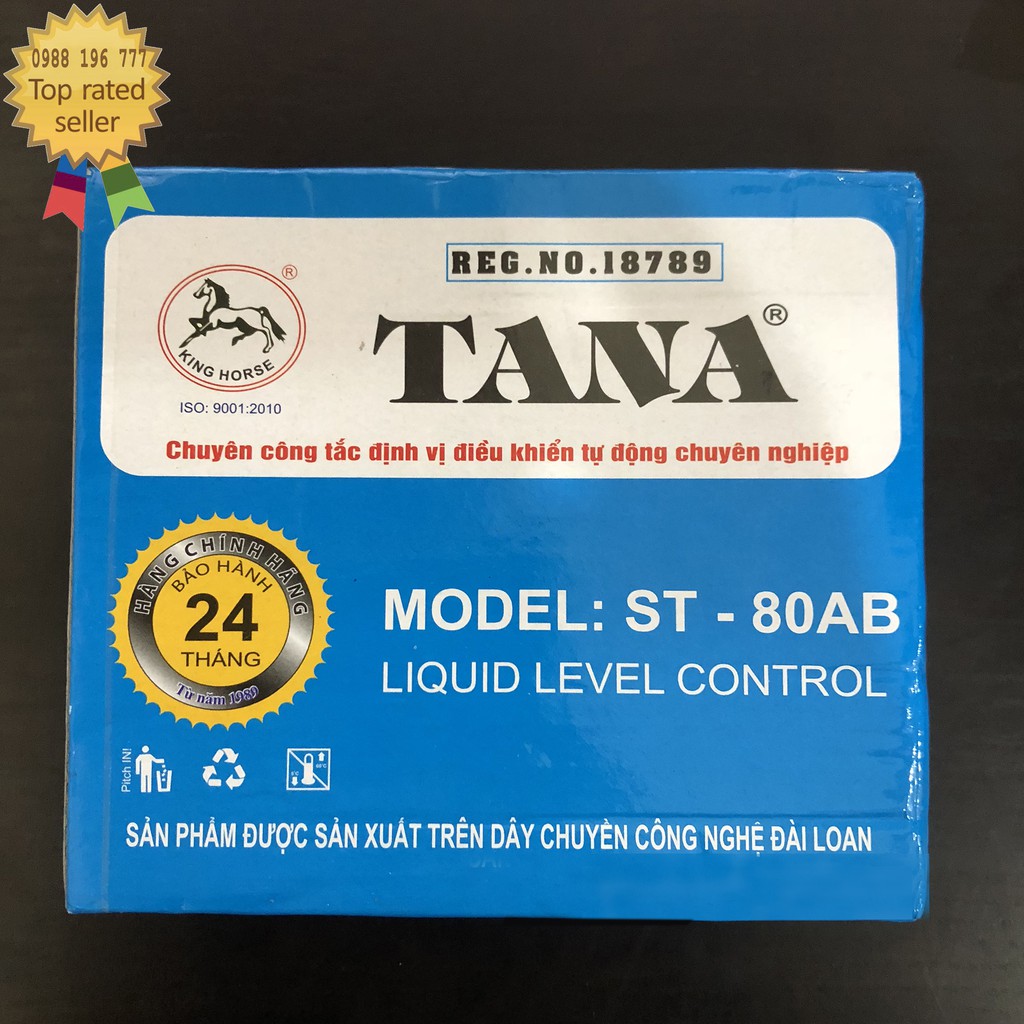 0988 196 777
Top rated
seller
REG.NO.18789
KING HORSE ®
ISO: 9001:2010
TANA®
Chuyên công tắc định vị điều khiển tự động chuyên nghiệp
HÀNG CHÍNH HÃNG
BẢO HÀNH
24
THÁNG
Từ năm 1989
MODEL: ST - 80AB
LIQUID LEVEL CONTROL
Pitch IN!
SẢN PHẨM ĐƯỢC SẢN XUẤT TRÊN DÂY CHUYỀN CÔNG NGHỆ ĐÀI LOAN